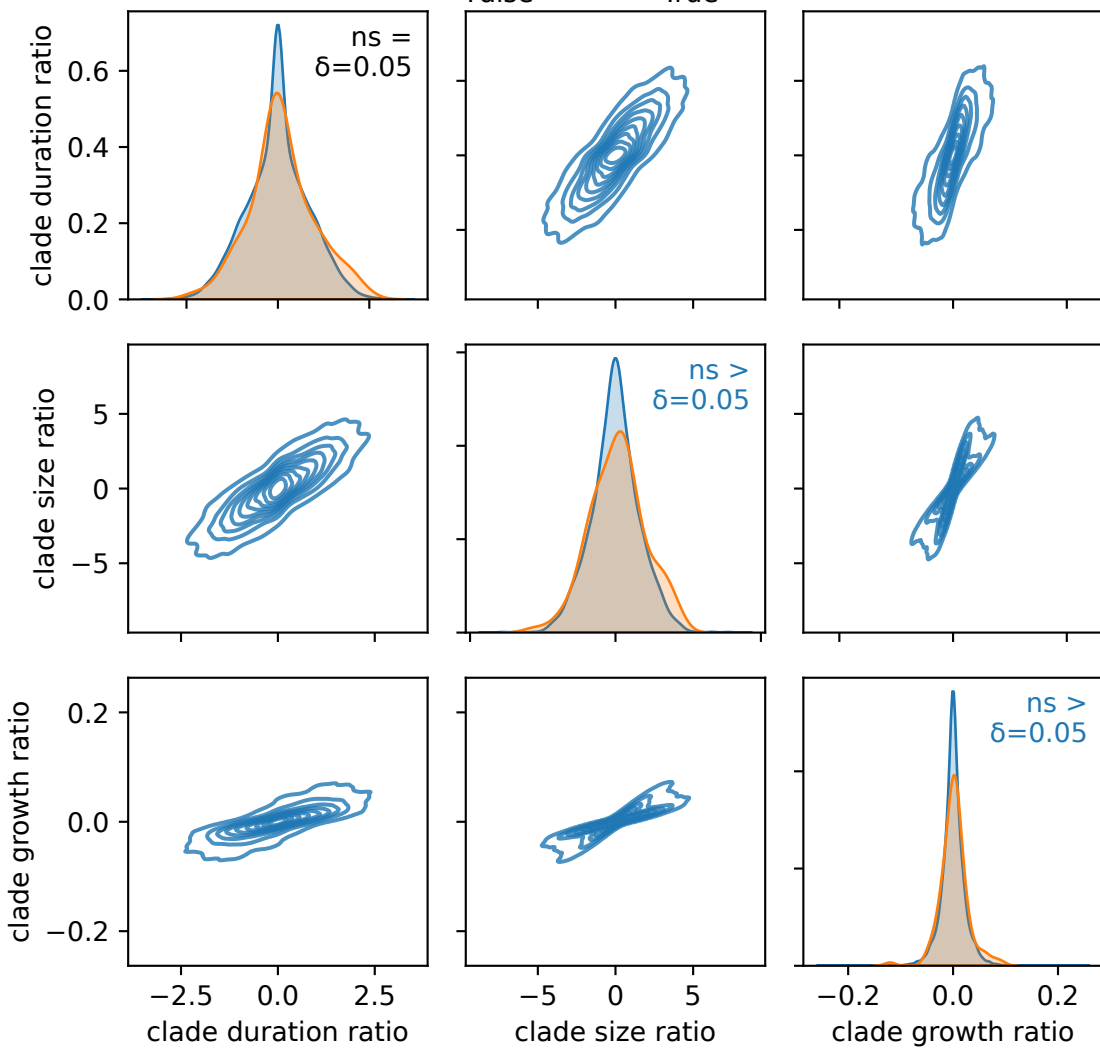 clade duration ratio
0.6
0.4
0.2
0.0
ns =
δ=0.05
clade size ratio
5
0
−5
ns >
δ=0.05
clade growth ratio
0.2
0.0
−0.2
ns >
δ=0.05
−2.5 0.0 2.5
−5 0 5
−0.2 0.0 0.2
clade duration ratio
clade size ratio
clade growth ratio